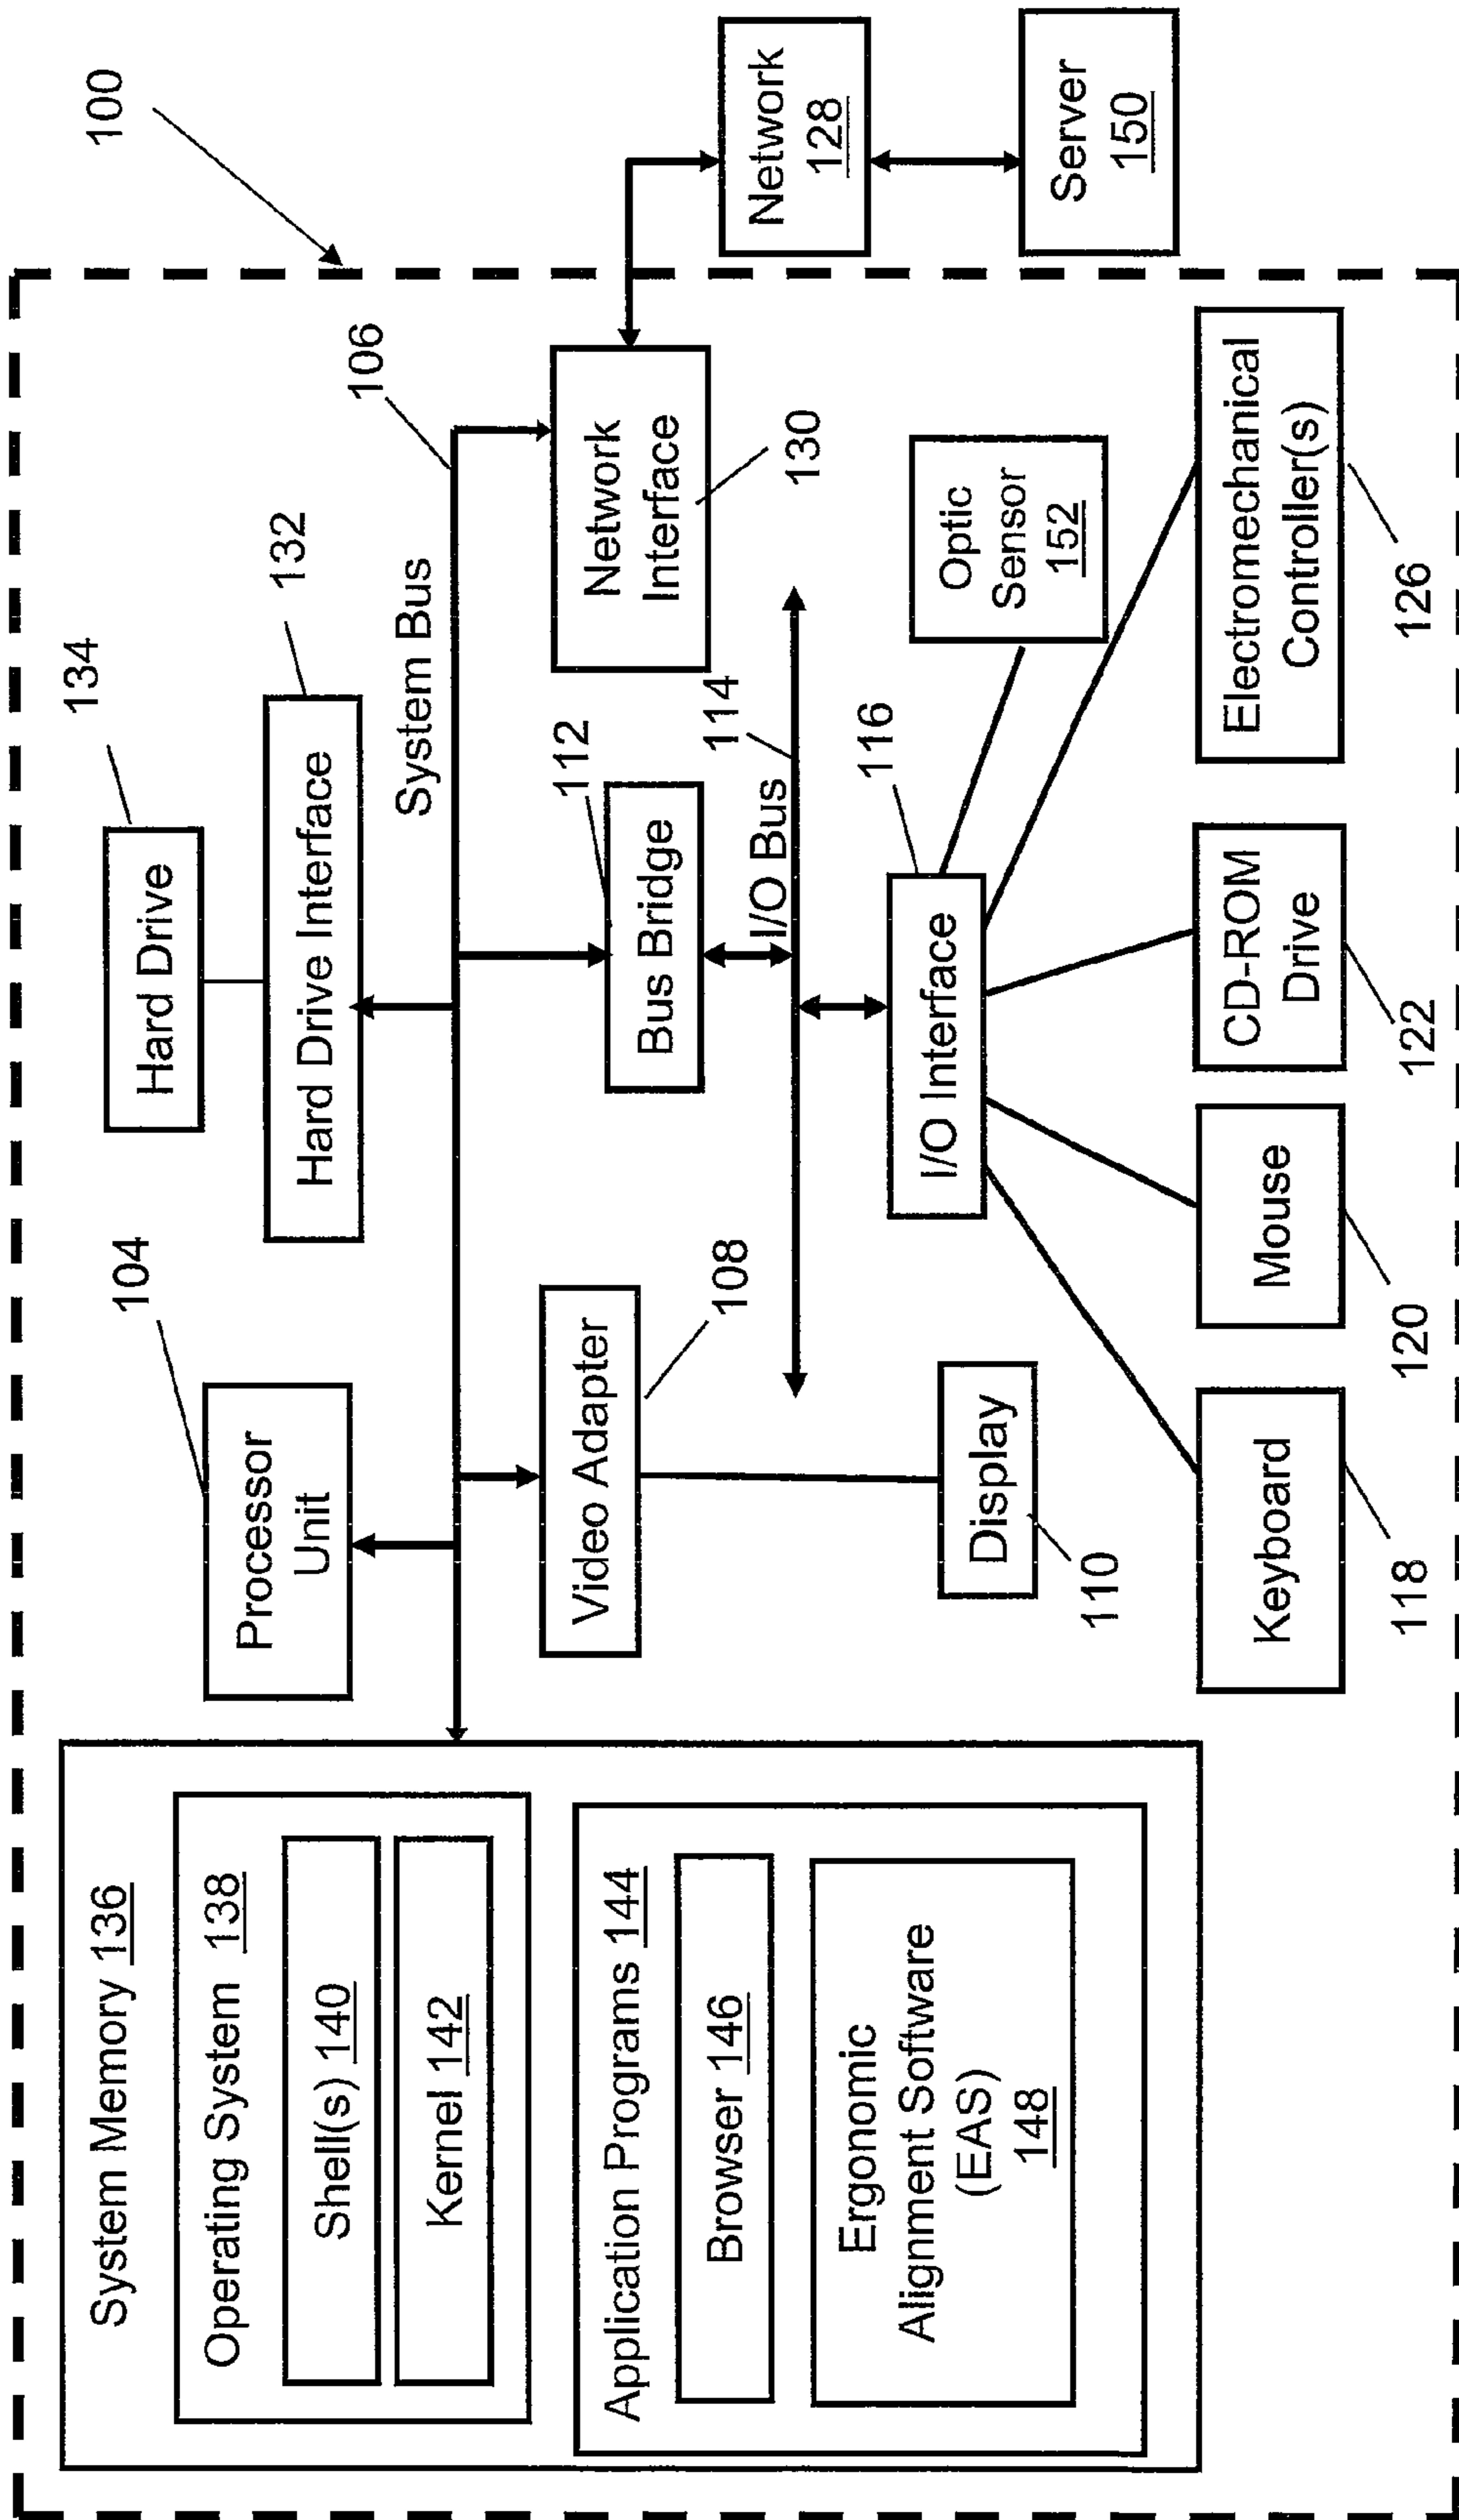 100
System Memory 136
Operating System 138
Shell(s) 140
Kernel 142
Application Programs 144
Browser 146
Ergonomic
Alignment Software
(EAS)
148
104
Processor
Unit
134
Hard Drive
132
Hard Drive Interface
System Bus
106
Video Adapter
108
112
Bus Bridge
Network
Interface
130
Network
128
Server
150
I/O Bus
114
Display
110
116
I/O Interface
Optic
Sensor
152
Keyboard
118
Mouse
120
CD-ROM
Drive
122
Electromechanical
Controller(s)
126